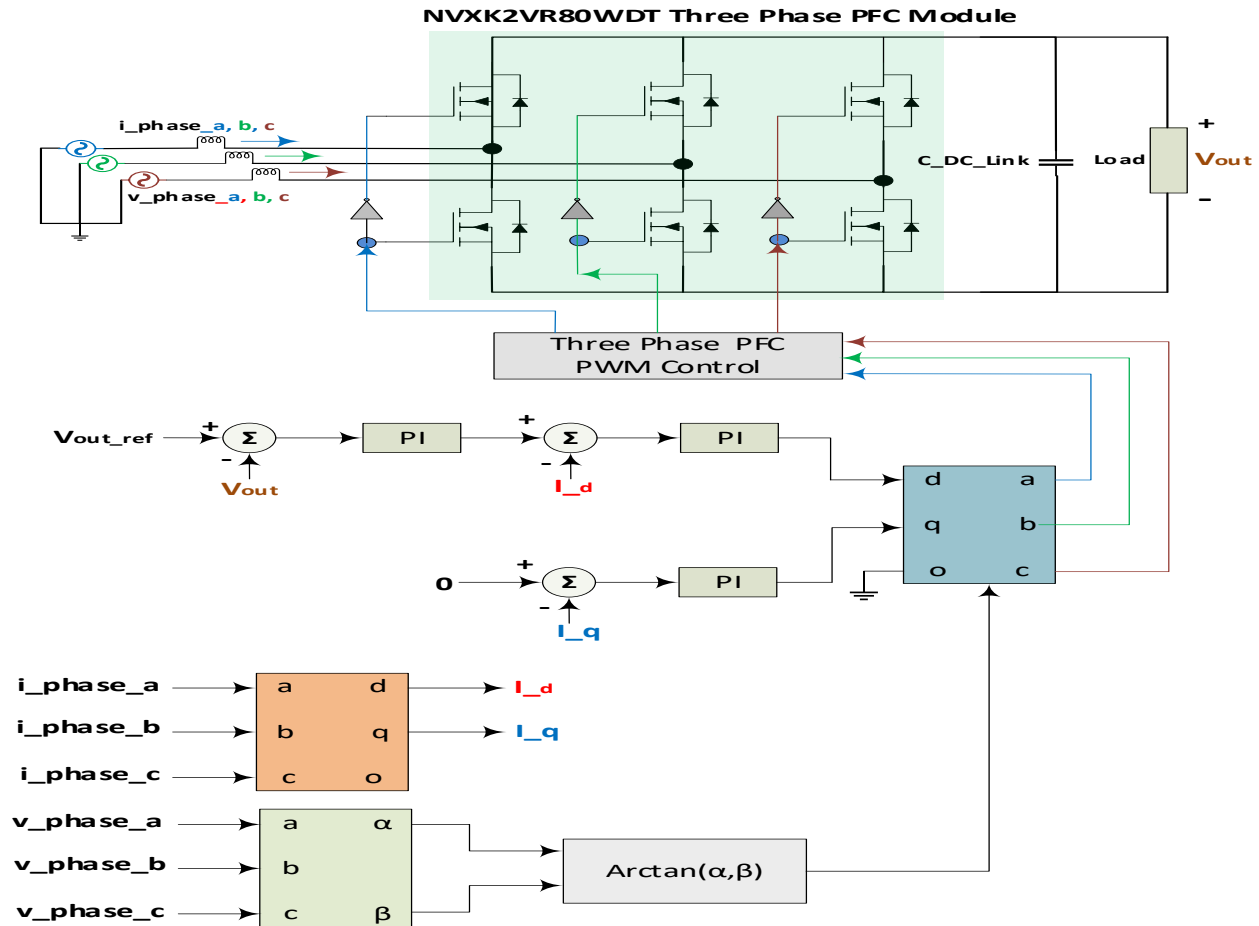 NVXK2VR80WDT Three Phase PFC Module
i_phase_a, b, c
v_phase_a, b, c
C_DC_Link
Load
+
Vout
-
Three Phase PFC
PWM Control
Vout_ref
+
Σ
-
Vout
PI
+
Σ
-
I_d
PI
0
+
Σ
-
I_q
PI
d a
q b
o c
i_phase_a
i_phase_b
i_phase_c
a d
b q
c o
I_d
I_q
v_phase_a
v_phase_b
v_phase_c
a α
b
c β
Arctan(α,β)